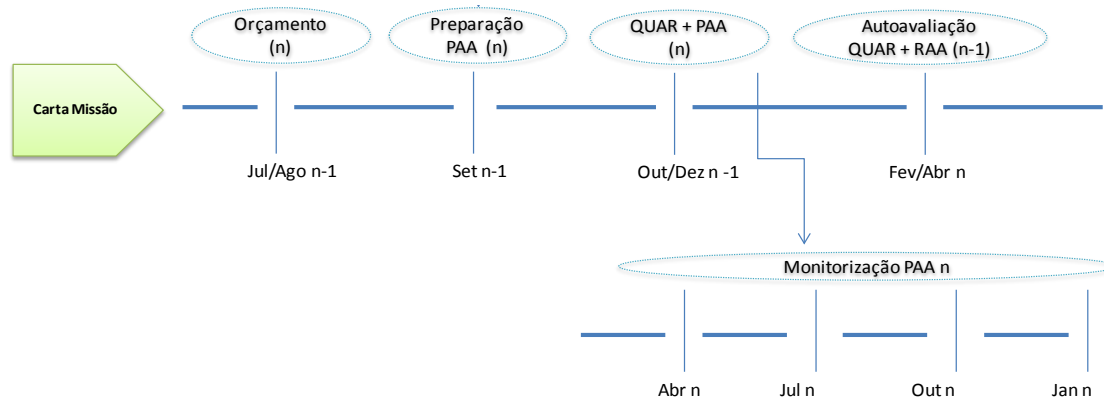 Orçamento
(n)
Preparação
PAA (n)
QUAR + PAA
(n)
Autoavaliação
QUAR + RAA (n-1)
Carta Missão
Jul/Ago n-1
Set n-1
Out/Dez n -1
Fev/Abr n
Monitorização PAA n
Abr n
Jul n
Out n
Jan n